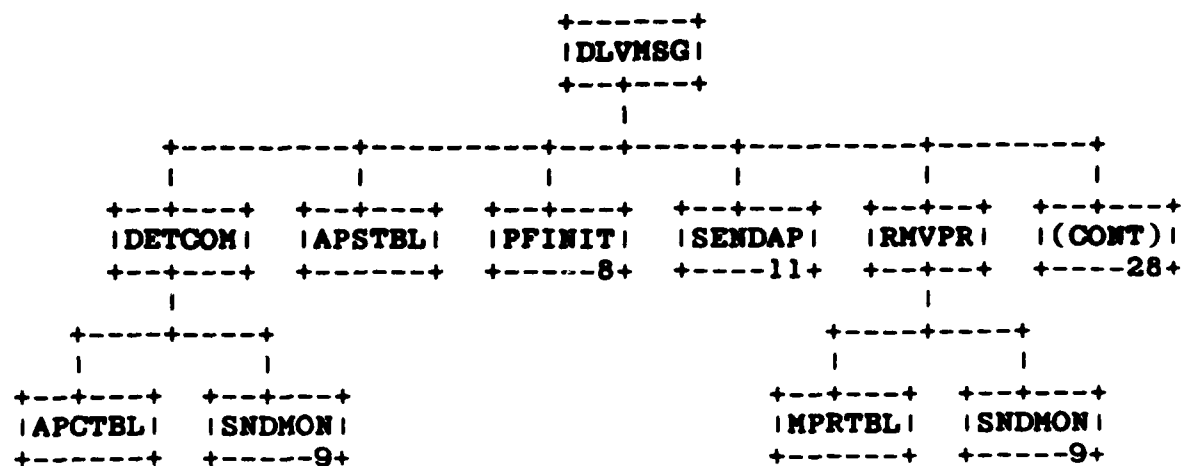 DLVMSG
DETCOM APSTBL PFINIT SENDAP RMVPR (CONT)
8 11 28
APCTBL SNDMON MPRTBL SNDMON
9 9